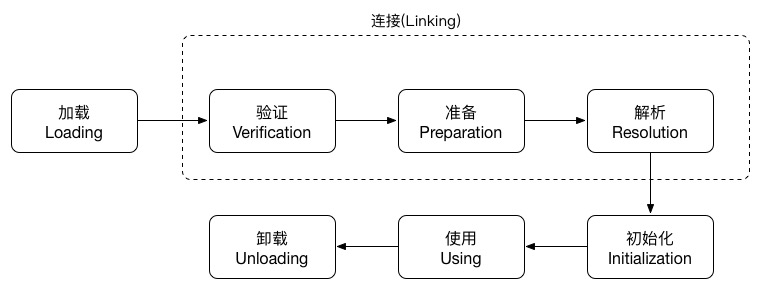 连接(Linking)
加载
Loading
验证
Verification
准备
Preparation
解析
Resolution
初始化
Initialization
使用
Using
卸载
Unloading